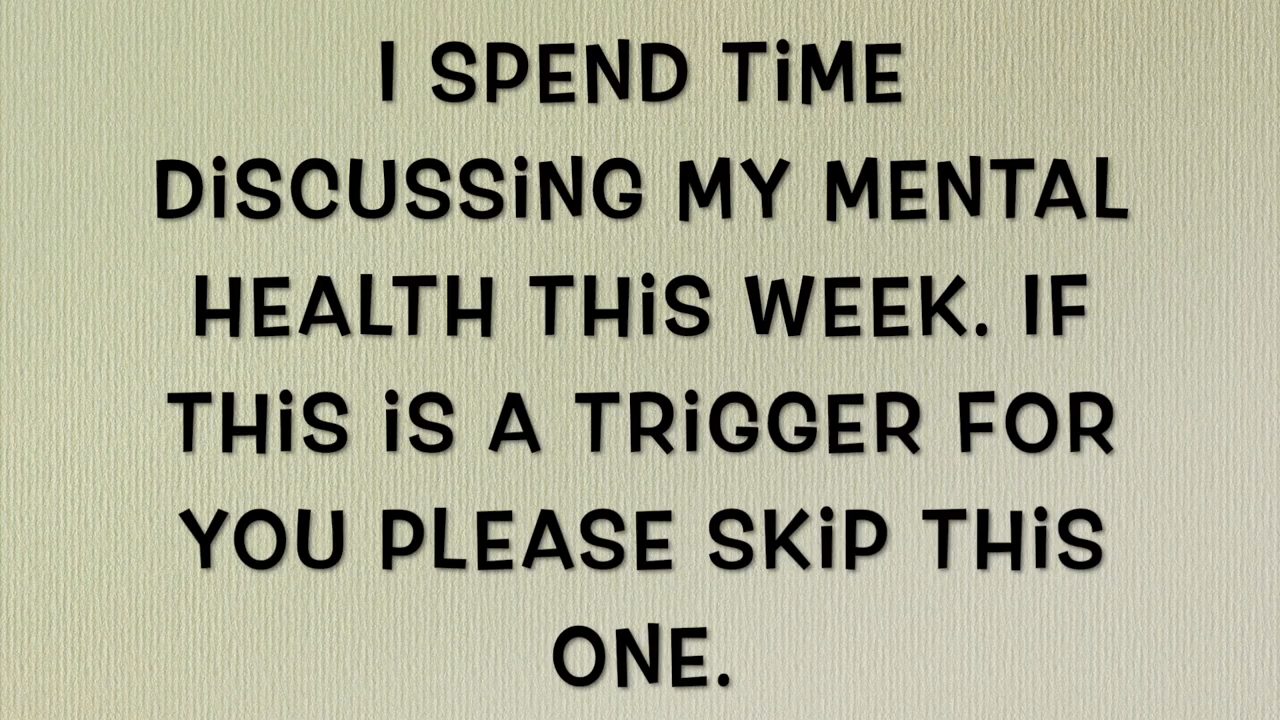 I SPEND TiME
DiSCUSSiNG MY MENTAL
HEALTH THiS WEEK. IF
THiS iS A TRiGGER FOR
YOU PLEASE SKiP THiS
ONE.